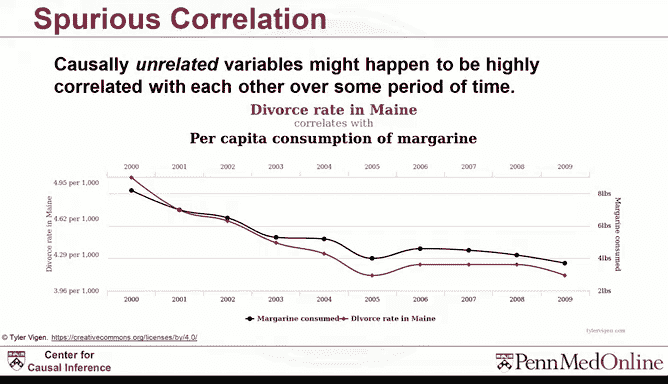 Spurious Correlation
Causally unrelated variables might happen to be highly
correlated with each other over some period of time.
Divorce rate in Maine
correlates with
Per capita consumption of margarine
2000 2001 2002 2003 2004 2005 2006 2007 2008 2009
4.95 per 1,000
4.62 per 1,000
4.29 per 1,000
3.96 per 1,000
Divorce rate in Maine
8lbs
6lbs
4lbs
2lbs
Margarine consumed
2000 2001 2002 2003 2004 2005 2006 2007 2008 2009
Margarine consumed Divorce rate in Maine
tylervigen.com
© Tyler Vigen. https://creativecommons.org/licenses/by/4.0/
Center for
Causal Inference
PennMedOnline